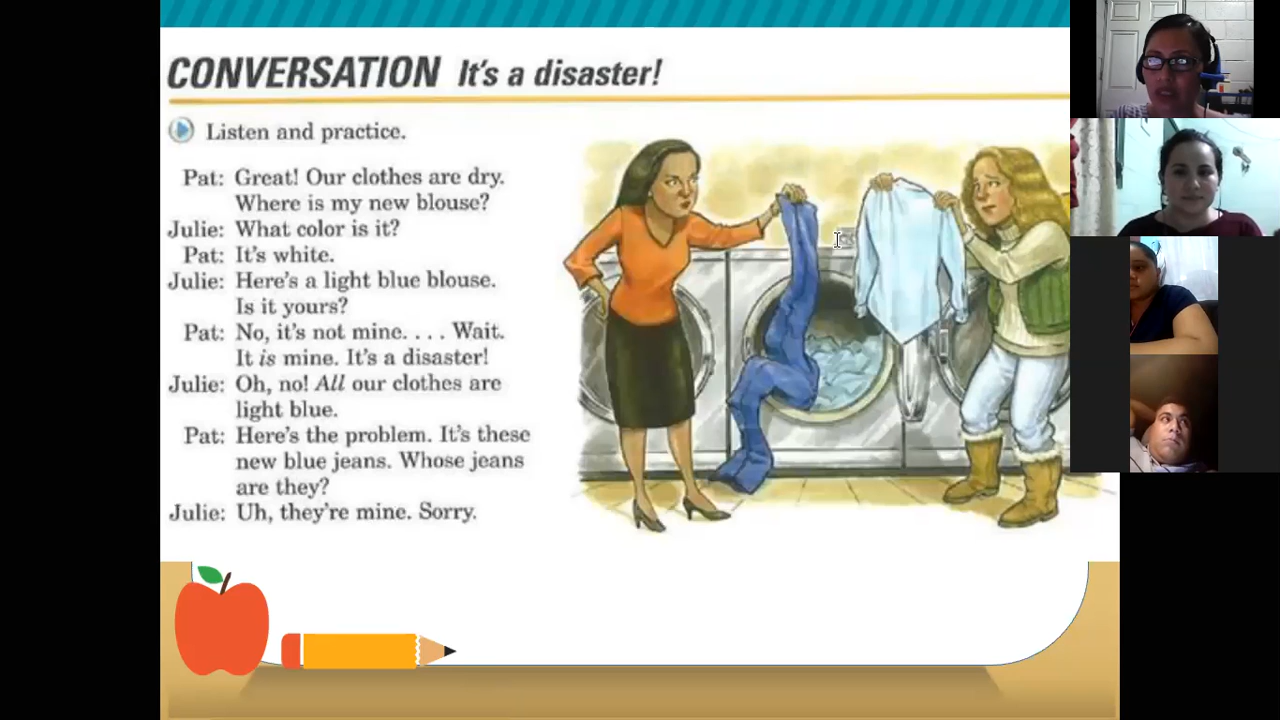 CONVERSATION It's a disaster!
Listen and practice.
Pat: Great! Our clothes are dry.
Where is my new blouse?
Julie: What color is it?
Pat: It's white.
Julie: Here's a light blue blouse.
Is it yours?
Pat: No, it's not mine. . . . Wait.
It is mine. It's a disaster!
Julie: Oh, no! All our clothes are
light blue.
Pat: Here's the problem. It's these
new blue jeans. Whose jeans
are they?
Julie: Uh, they're mine. Sorry.